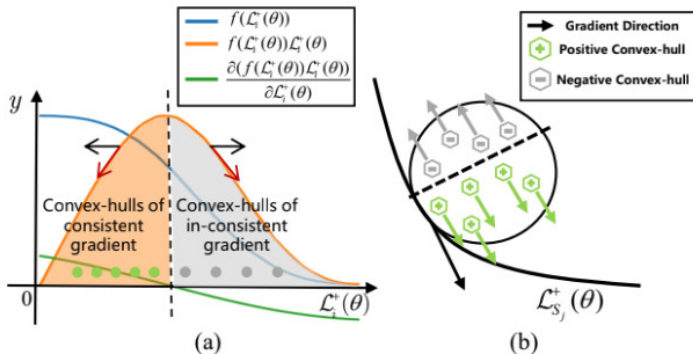 f(ℒᵢ⁺(θ))
f(ℒᵢ⁺(θ))ℒᵢ⁺(θ)
∂(f(ℒᵢ⁺(θ))ℒᵢ⁺(θ))
∂ℒᵢ⁺(θ)
y
Convex-hulls of
consistent
gradient
Convex-hulls of
in-consistent
gradient
0
ℒᵢ⁺(θ)
(a)
Gradient Direction
Positive Convex-hull
Negative Convex-hull
ℒ⁺_{S_j}(θ)
(b)